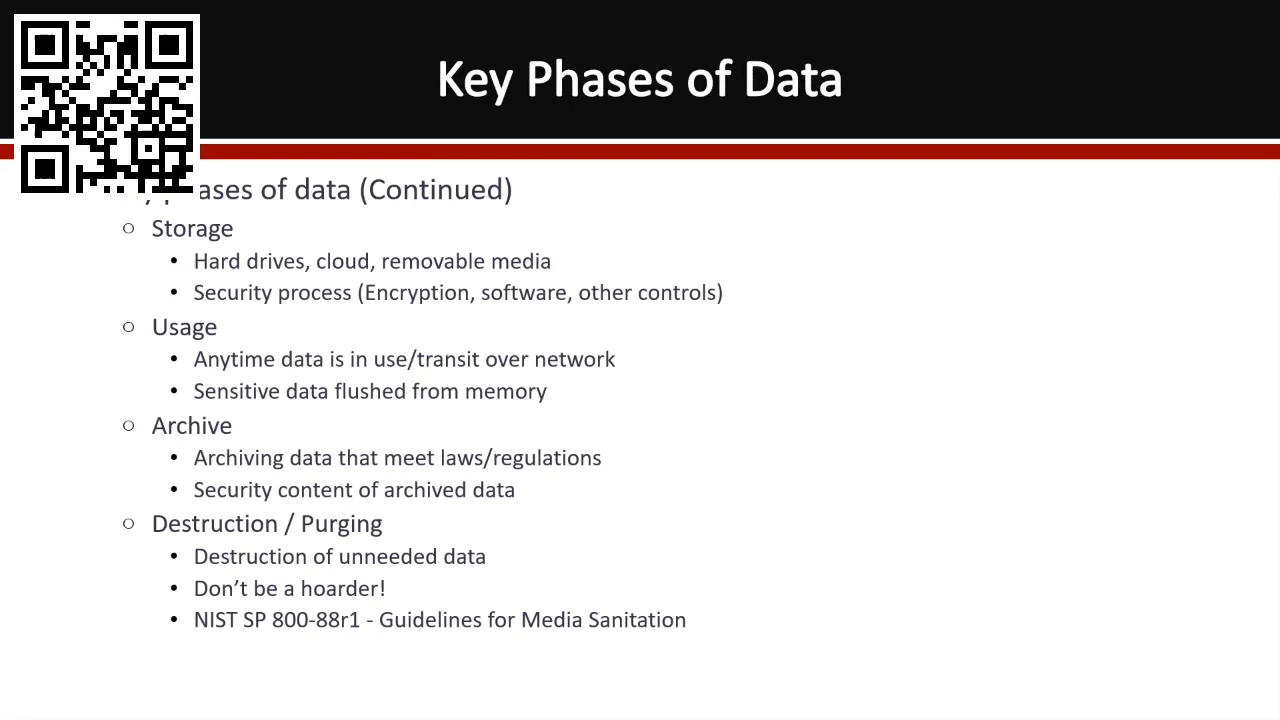 Key Phases of Data
ases of data (Continued)
○ Storage
• Hard drives, cloud, removable media
• Security process (Encryption, software, other controls)
○ Usage
• Anytime data is in use/transit over network
• Sensitive data flushed from memory
○ Archive
• Archiving data that meet laws/regulations
• Security content of archived data
○ Destruction / Purging
• Destruction of unneeded data
• Don’t be a hoarder!
• NIST SP 800-88r1 - Guidelines for Media Sanitation